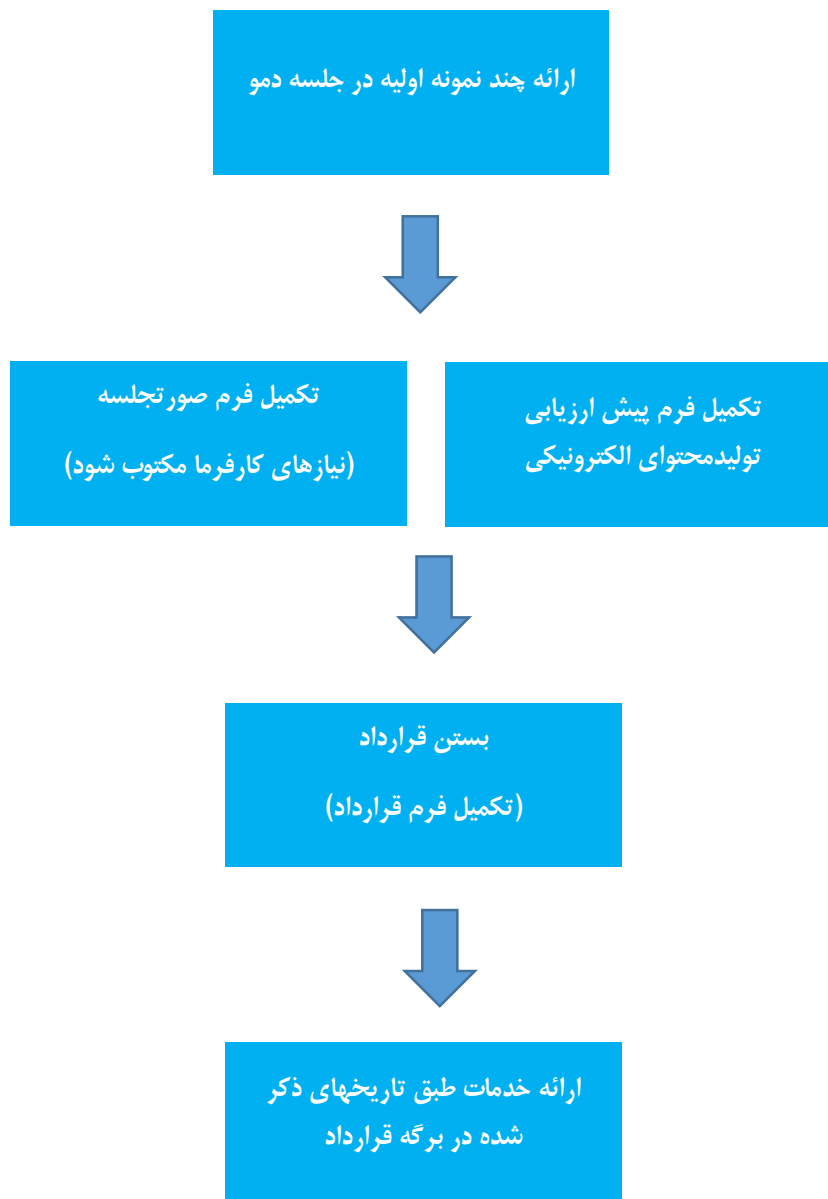 ارائه چند نمونه اولیه در جلسه دمو
تکمیل فرم پیش ارزیابی
تولیدمحتوای الکترونیکی
تکمیل فرم صورتجلسه
(نیازهای کارفرما مکتوب شود)
بستن قرارداد
(تکمیل فرم قرارداد)
ارائه خدمات طبق تاریخهای ذکر
شده در برگه قرارداد